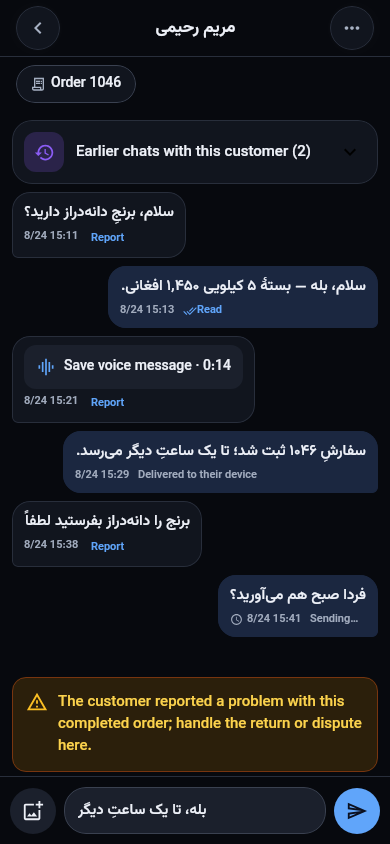 مریم رحیمی
Order 1046
Earlier chats with this customer (2)
سلام، برنجِ دانه‌دراز دارید؟
8/24 15:11 Report
سلام، بله — بستهٔ ۵ کیلویی ۱,۴۵۰ افغانی.
8/24 15:13 Read
Save voice message · 0:14
8/24 15:21 Report
سفارشِ ۱۰۴۶ ثبت شد؛ تا یک ساعتِ دیگر می‌رسد.
8/24 15:29 Delivered to their device
برنج را دانه‌دراز بفرستید لطفاً
8/24 15:38 Report
فردا صبح هم می‌آورید؟
8/24 15:41 Sending…
The customer reported a problem with this
completed order; handle the return or dispute
here.
بله، تا یک ساعتِ دیگر